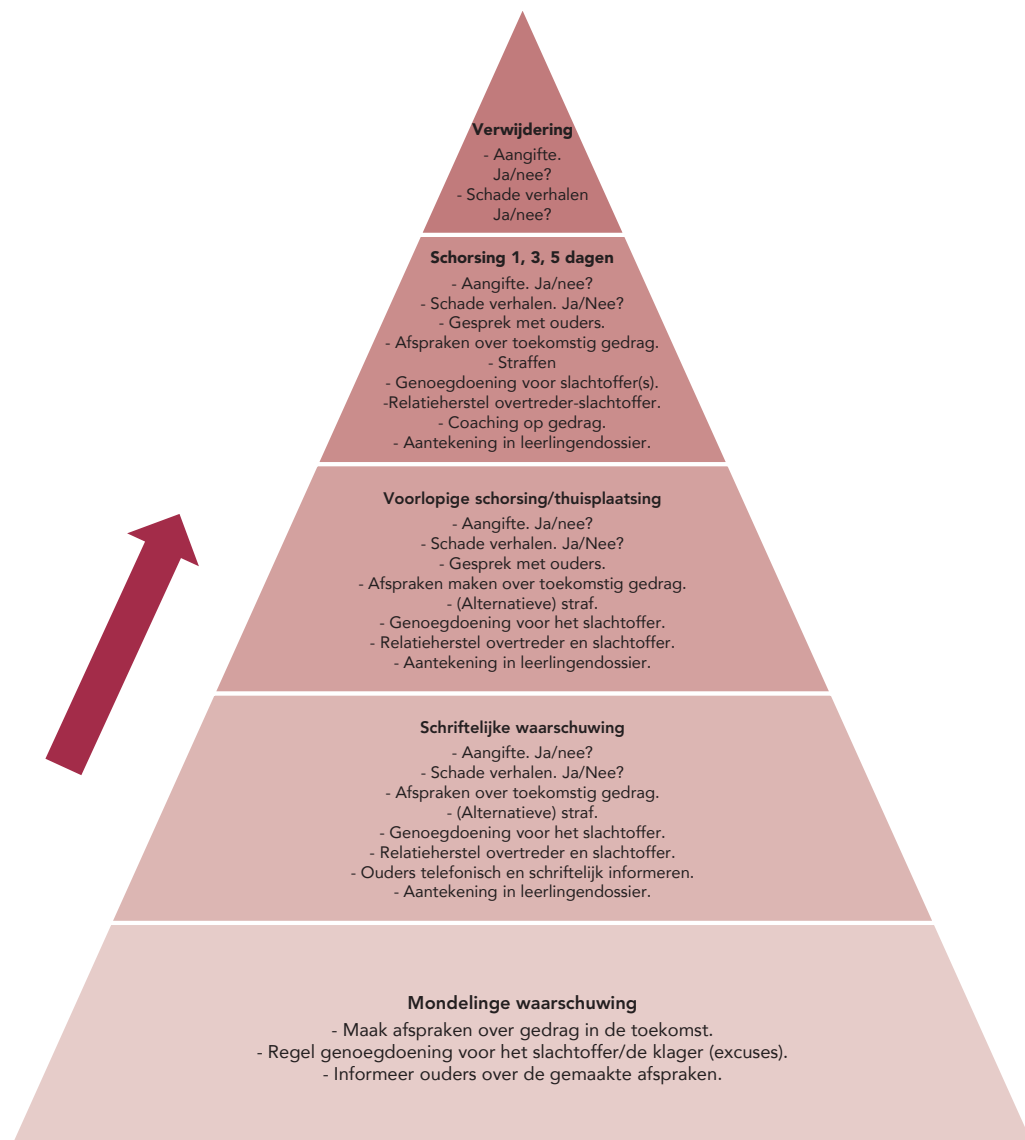 Verwijdering
- Aangifte.
Ja/nee?
- Schade verhalen
Ja/nee?
Schorsing 1, 3, 5 dagen
- Aangifte. Ja/nee?
- Schade verhalen. Ja/Nee?
- Gesprek met ouders.
- Afspraken over toekomstig gedrag.
- Straffen
- Genoegdoening voor slachtoffer(s).
-Relatieherstel overtreder-slachtoffer.
- Coaching op gedrag.
- Aantekening in leerlingendossier.
Voorlopige schorsing/thuisplaatsing
- Aangifte. Ja/nee?
- Schade verhalen. Ja/Nee?
- Gesprek met ouders.
- Afspraken maken over toekomstig gedrag.
- (Alternatieve) straf.
- Genoegdoening voor het slachtoffer.
- Relatieherstel overtreder en slachtoffer.
- Aantekening in leerlingendossier.
Schriftelijke waarschuwing
- Aangifte. Ja/nee?
- Schade verhalen. Ja/Nee?
- Afspraken over toekomstig gedrag.
- (Alternatieve) straf.
- Genoegdoening voor het slachtoffer.
- Relatieherstel overtreder en slachtoffer.
- Ouders telefonisch en schriftelijk informeren.
- Aantekening in leerlingendossier.
Mondelinge waarschuwing
- Maak afspraken over gedrag in de toekomst.
- Regel genoegdoening voor het slachtoffer/de klager (excuses).
- Informeer ouders over de gemaakte afspraken.